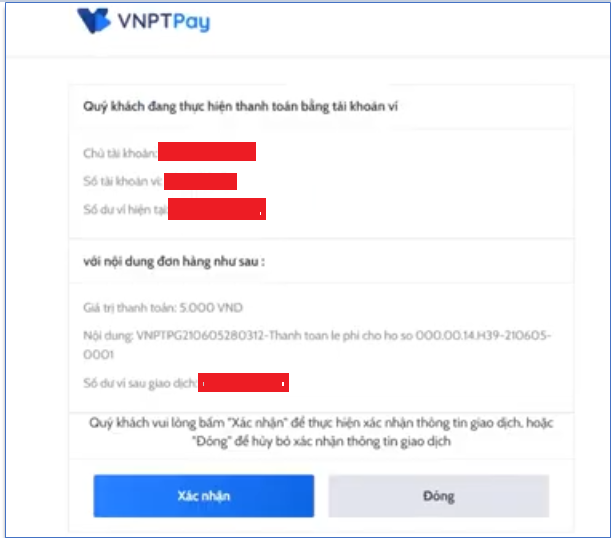 VNPTPay
Quý khách đang thực hiện thanh toán bằng tài khoản ví
Chủ tài khoản:
Số tài khoản ví:
Số dư ví hiện tại:
với nội dung đơn hàng như sau :
Giá trị thanh toán: 5.000 VND
Nội dung: VNPTPG210605280312-Thanh toan le phi cho ho so 000.00.14.H39-210605-
0001
Số dư ví sau giao dịch:
Quý khách vui lòng bấm "Xác nhận" để thực hiện xác nhận thông tin giao dịch, hoặc
"Đóng" để hủy bỏ xác nhận thông tin giao dịch
Xác nhận
Đóng